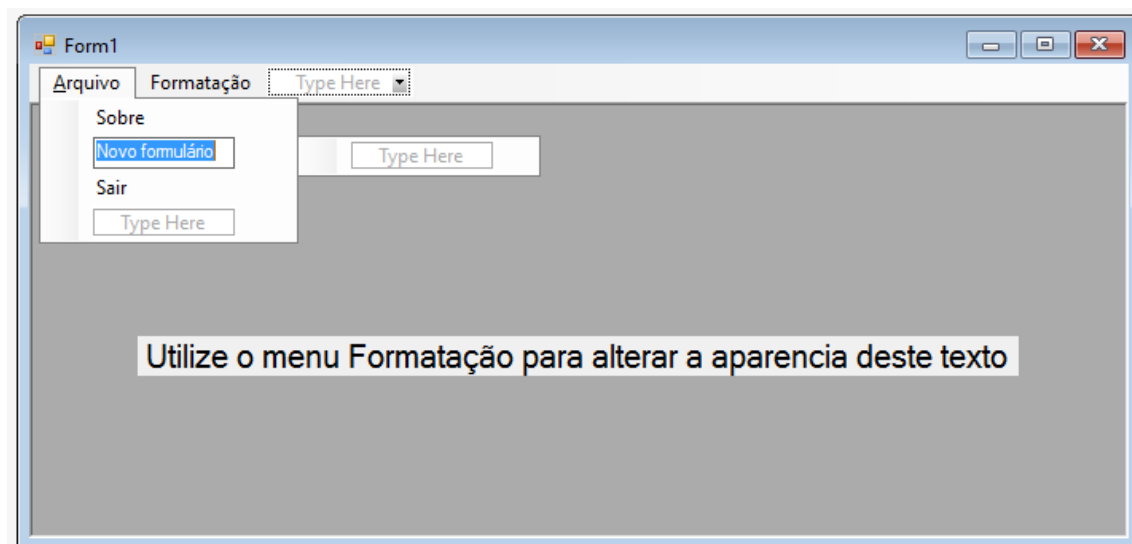 Form1
Arquivo Formatação Type Here
Sobre
Novo formulário Type Here
Sair
Type Here
Utilize o menu Formatação para alterar a aparencia deste texto